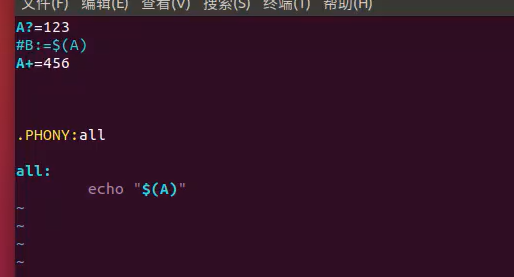 文件(F) 编辑(E) 查看(V) 搜索(S) 终端(T) 帮助(H)
A?=123
#B:=$(A)
A+=456
.PHONY:all
all:
        echo "$(A)"
~
~
~
~